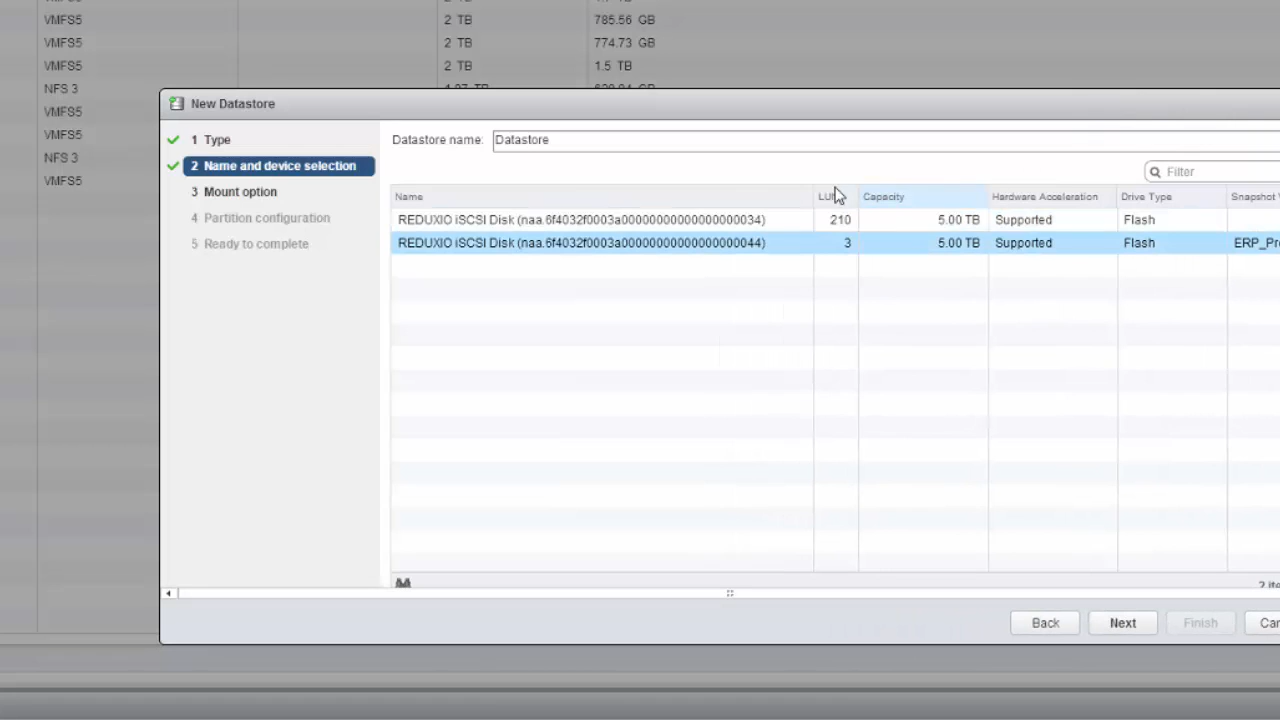 VMFS5 2 TB 785.56 GB
VMFS5 2 TB 774.73 GB
VMFS5 2 TB 1.5 TB
NFS 3
VMFS5
VMFS5
NFS 3
VMFS5
New Datastore
1 Type
2 Name and device selection
3 Mount option
4 Partition configuration
5 Ready to complete
Datastore name: Datastore
Filter
Name Capacity Hardware Acceleration Drive Type Snapshot
REDUXIO iSCSI Disk (naa.6f4032f0003a00000000000000000034) 210 5.00 TB Supported Flash
REDUXIO iSCSI Disk (naa.6f4032f0003a00000000000000000044) 3 5.00 TB Supported Flash ERP_Pr
Back Next Finish